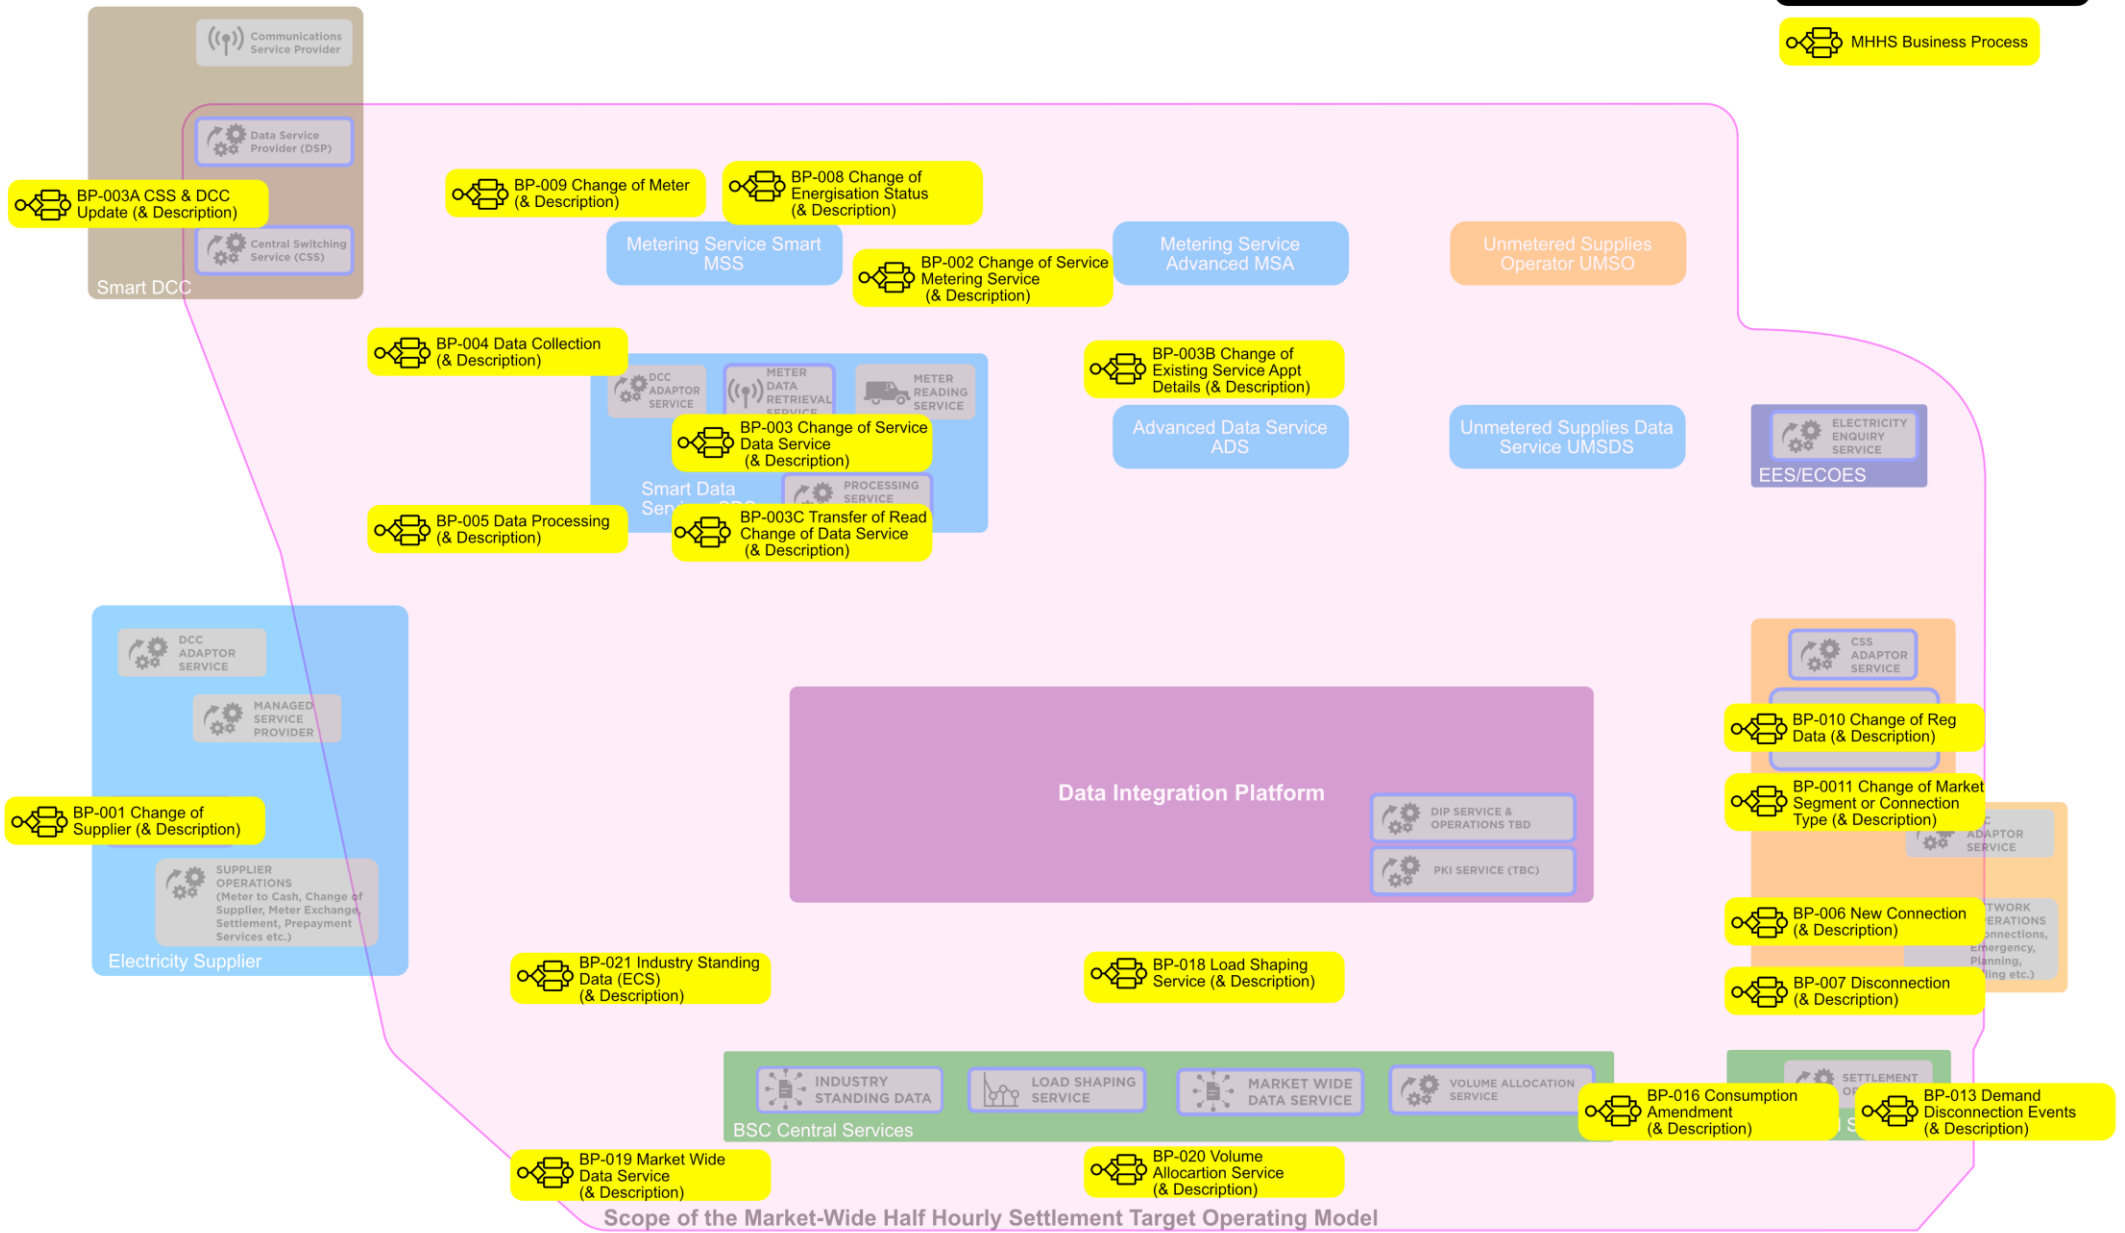 Communications
Service Provider
MHHS Business Process
Data Service
Provider (DSP)
BP-003A CSS & DCC
Update (& Description)
Central Switching
Service (CSS)
Smart DCC
BP-009 Change of Meter
(& Description)
BP-008 Change of
Energisation Status
(& Description)
Metering Service Smart
MSS
BP-002 Change of Service
Metering Service
(& Description)
Metering Service
Advanced MSA
Unmetered Supplies
Operator UMSO
BP-004 Data Collection
(& Description)
DCC
ADAPTOR
SERVICE
METER
DATA
RETRIEVAL
SERVICE
METER
READING
SERVICE
BP-003B Change of
Existing Service Appt
Details (& Description)
BP-003 Change of Service
Data Service
(& Description)
Advanced Data Service
ADS
Unmetered Supplies Data
Service UMSDS
ELECTRICITY
ENQUIRY
SERVICE
EES/ECOES
Smart Data
PROCESSING
SERVICE
BP-005 Data Processing
(& Description)
BP-003C Transfer of Read
Change of Data Service
(& Description)
DCC
ADAPTOR
SERVICE
MANAGED
SERVICE
PROVIDER
BP-001 Change of
Supplier (& Description)
SUPPLIER
OPERATIONS
(Meter to Cash, Change of
Supplier, Meter Exchange,
Settlement, Prepayment
Services etc.)
Electricity Supplier
Data Integration Platform
DIP SERVICE &
OPERATIONS TBD
PKI SERVICE (TBC)
CSS
ADAPTOR
SERVICE
BP-010 Change of Reg
Data (& Description)
BP-0011 Change of Market
Segment or Connection
Type (& Description)
ADAPTOR
SERVICE
BP-006 New Connection
(& Description)
Emergency,
Planning,
etc.)
BP-007 Disconnection
(& Description)
BP-021 Industry Standing
Data (ECS)
(& Description)
BP-018 Load Shaping
Service (& Description)
INDUSTRY
STANDING DATA
LOAD SHAPING
SERVICE
MARKET WIDE
DATA SERVICE
VOLUME ALLOCATION
SERVICE
BSC Central Services
SETTLEMENT
BP-016 Consumption
Amendment
(& Description)
BP-013 Demand
Disconnection Events
(& Description)
BP-019 Market Wide
Data Service
(& Description)
BP-020 Volume
Allocartion Service
(& Description)
Scope of the Market-Wide Half Hourly Settlement Target Operating Model